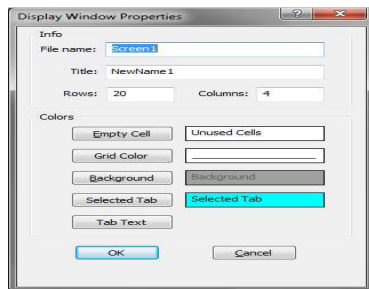 Display Window Properties
Info
File name: Screen1
Title: NewName1
Rows: 20 Columns: 4
Colors
Empty Cell Unused Cells
Grid Color
Background Background
Selected Tab Selected Tab
Tab Text
OK Cancel